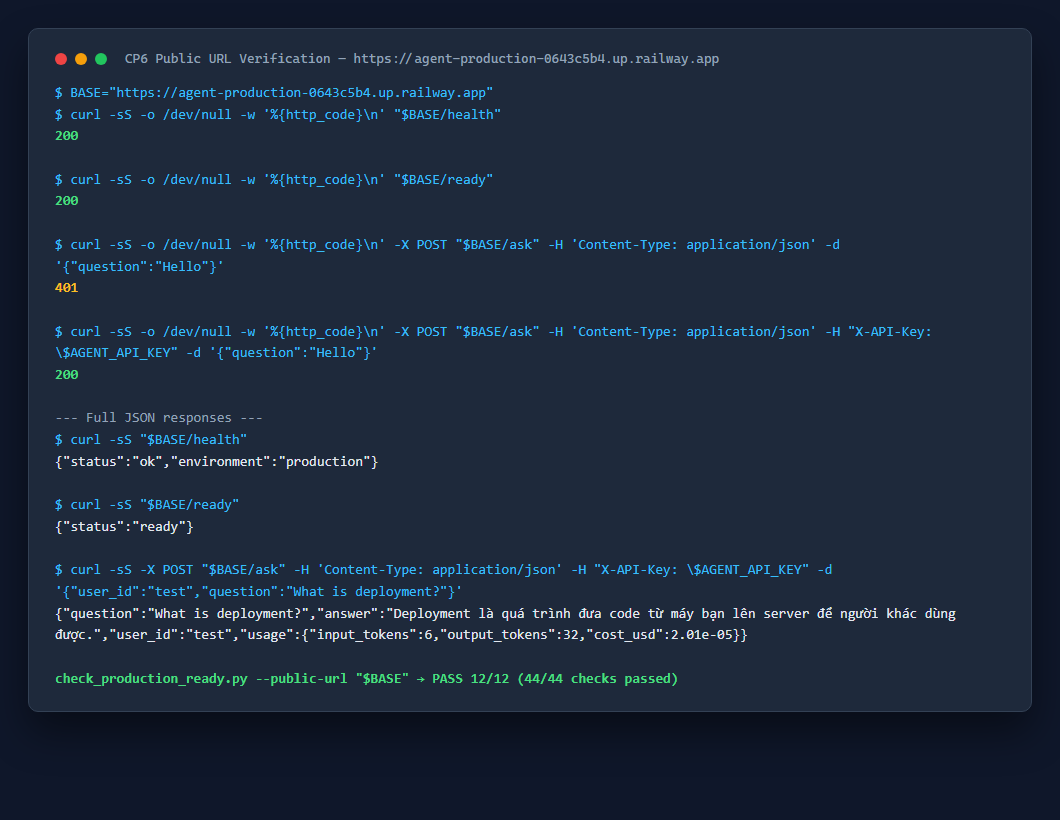 CP6 Public URL Verification — https://agent-production-0643c5b4.up.railway.app
$ BASE="https://agent-production-0643c5b4.up.railway.app"
$ curl -sS -o /dev/null -w '%{http_code}\n' "$BASE/health"
200
$ curl -sS -o /dev/null -w '%{http_code}\n' "$BASE/ready"
200
$ curl -sS -o /dev/null -w '%{http_code}\n' -X POST "$BASE/ask" -H 'Content-Type: application/json' -d
'{"question":"Hello"}'
401
$ curl -sS -o /dev/null -w '%{http_code}\n' -X POST "$BASE/ask" -H 'Content-Type: application/json' -H "X-API-Key:
\$AGENT_API_KEY" -d '{"question":"Hello"}'
200
--- Full JSON responses ---
$ curl -sS "$BASE/health"
{"status":"ok","environment":"production"}
$ curl -sS "$BASE/ready"
{"status":"ready"}
$ curl -sS -X POST "$BASE/ask" -H 'Content-Type: application/json' -H "X-API-Key: \$AGENT_API_KEY" -d
'{"user_id":"test","question":"What is deployment?"}'
{"question":"What is deployment?","answer":"Deployment là quá trình đưa code từ máy bạn lên server để người khác dùng
được.","user_id":"test","usage":{"input_tokens":6,"output_tokens":32,"cost_usd":2.01e-05}}
check_production_ready.py --public-url "$BASE" → PASS 12/12 (44/44 checks passed)